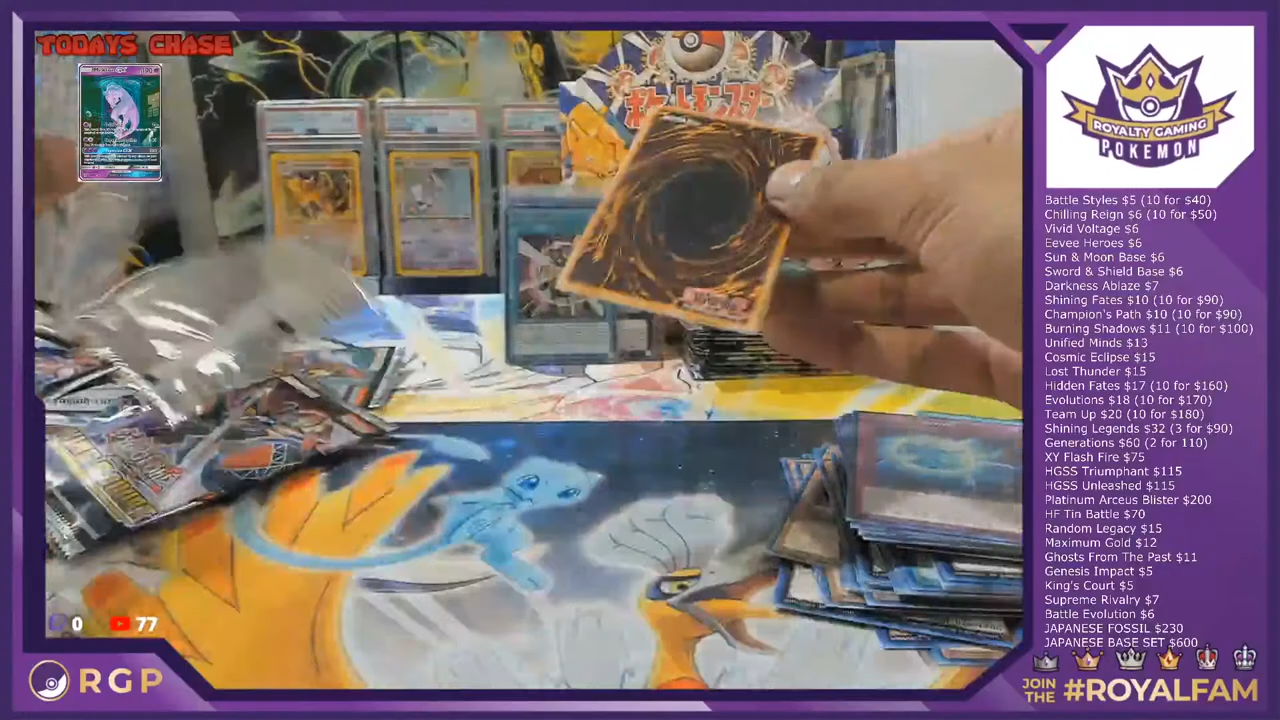 TODAYS CHASE
ポケモンスター
ROYALTY GAMING
POKEMON
Battle Styles $5 (10 for $40)
Chilling Reign $6 (10 for $50)
Vivid Voltage $6
Eevee Heroes $6
Sun & Moon Base $6
Sword & Shield Base $6
Darkness Ablaze $7
Shining Fates $10 (10 for $90)
Champion's Path $10 (10 for $90)
Burning Shadows $11 (10 for $100)
Unified Minds $13
Cosmic Eclipse $15
Lost Thunder $15
Hidden Fates $17 (10 for $160)
Evolutions $18 (10 for $170)
Team Up $20 (10 for $180)
Shining Legends $32 (3 for $90)
Generations $60 (2 for 110)
XY Flash Fire $75
HGSS Triumphant $115
HGSS Unleashed $115
Platinum Arceus Blister $200
HF Tin Battle $70
Random Legacy $15
Maximum Gold $12
Ghosts From The Past $11
Genesis Impact $5
King's Court $5
Supreme Rivalry $7
Battle Evolution $6
JAPANESE FOSSIL $230
JAPANESE BASE SET $600
0
77
RGP
JOIN
THE
#ROYALFAM